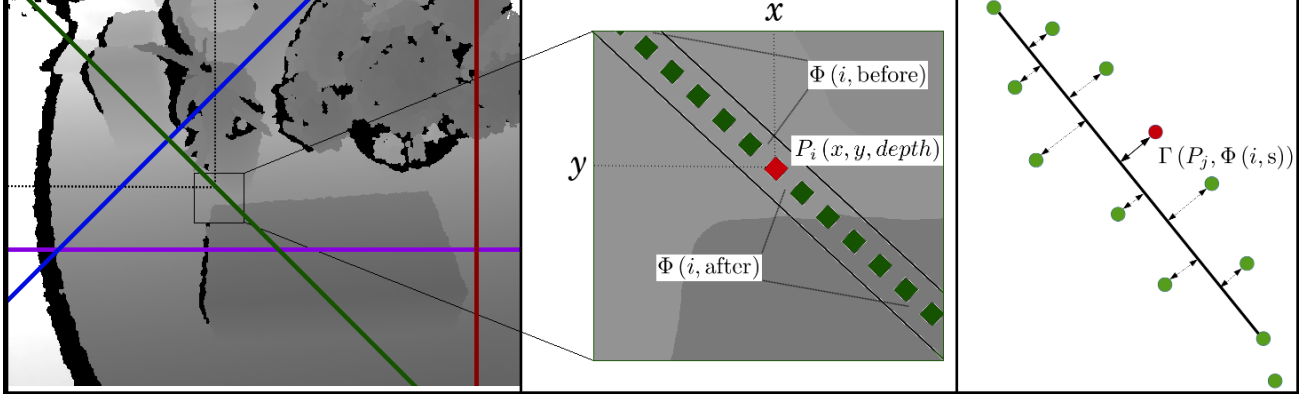 x
Φ (i, before)
y
P_i (x, y, depth)
Γ (P_j, Φ (i, s))
Φ (i, after)